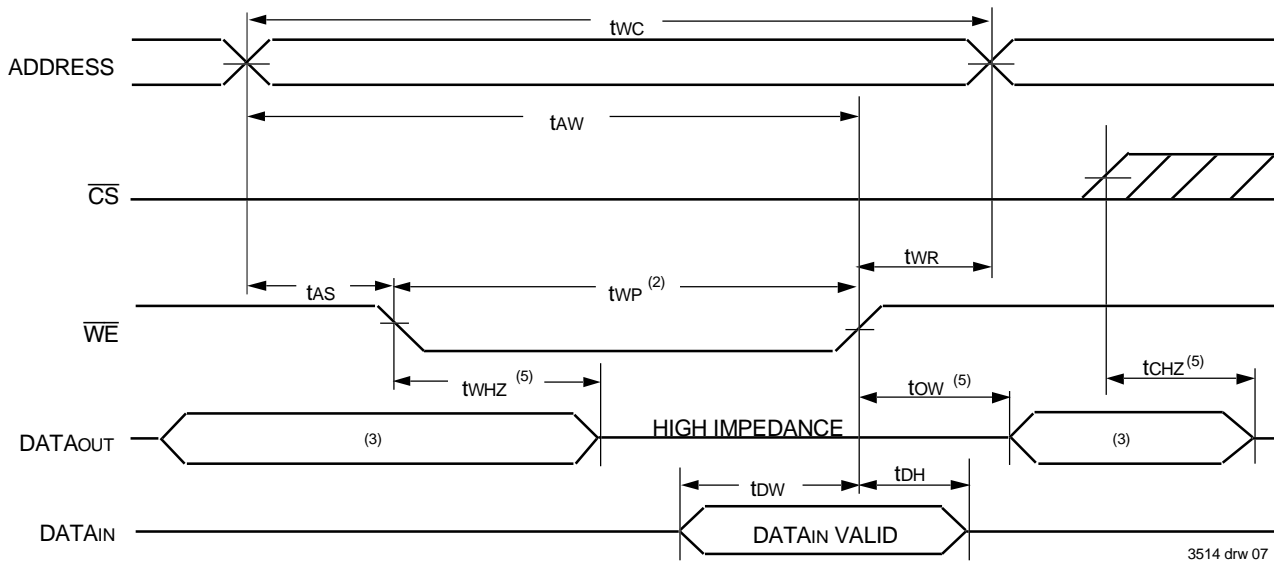 tWC
ADDRESS
tAW
CS
tWR
tAS
tWP (2)
WE
tWHZ (5)
tOW (5)
tCHZ (5)
DATAOUT
(3)
HIGH IMPEDANCE
(3)
tDW
tDH
DATAIN
DATAIN VALID
3514 drw 07